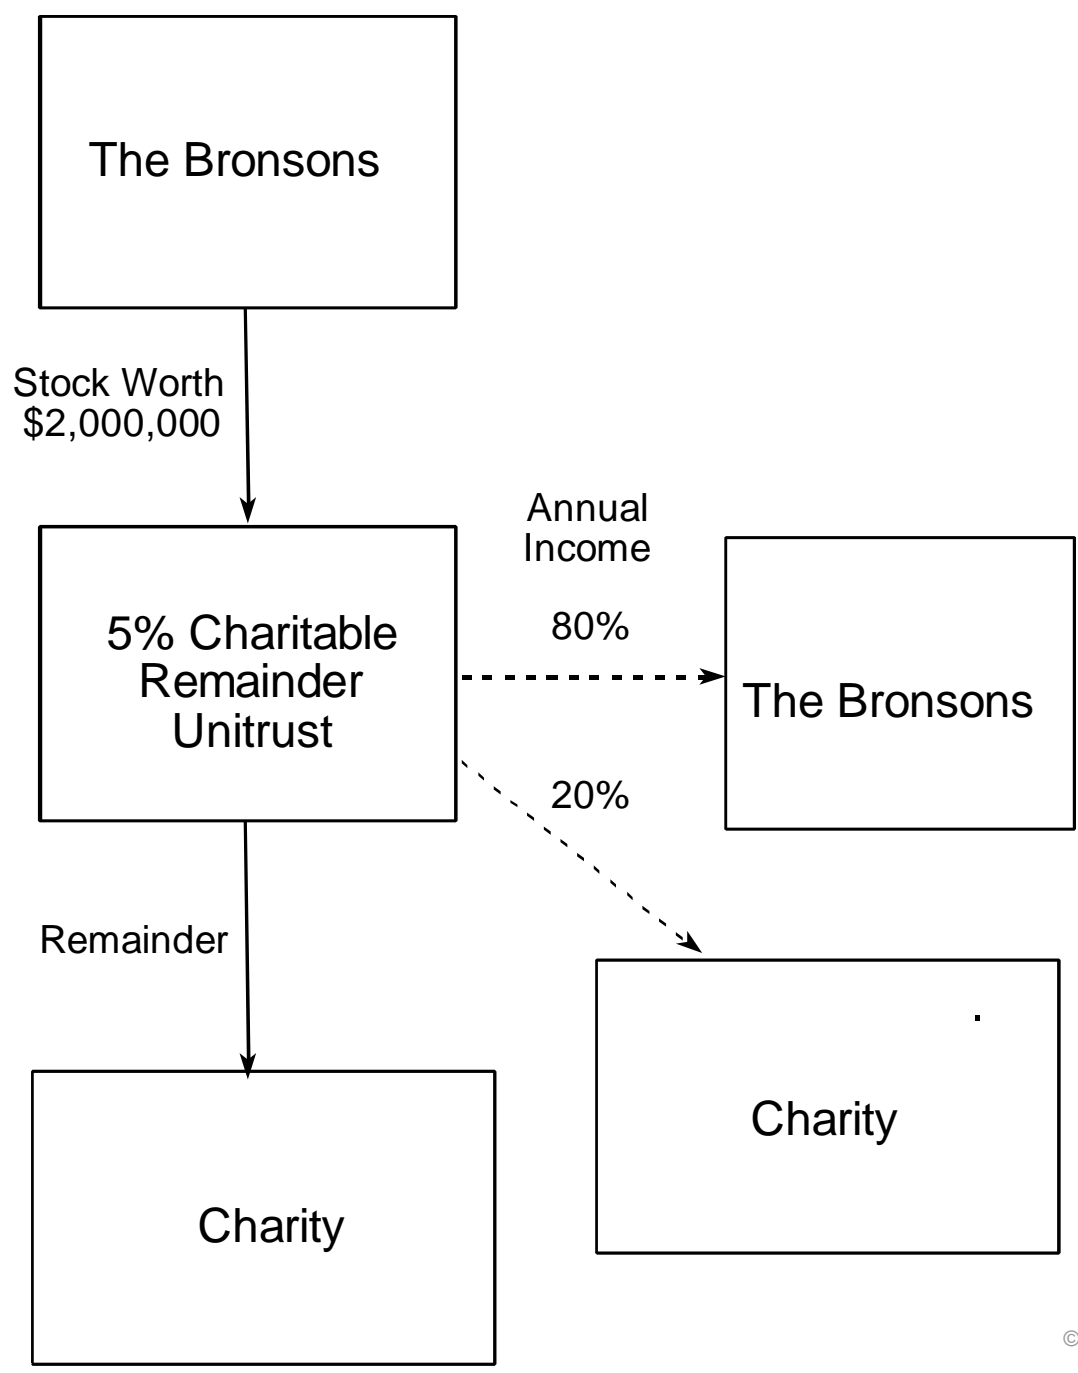 The Bronsons
Stock Worth
$2,000,000
Annual
Income
80%
5% Charitable
Remainder
Unitrust
The Bronsons
20%
Remainder
Charity
Charity
©